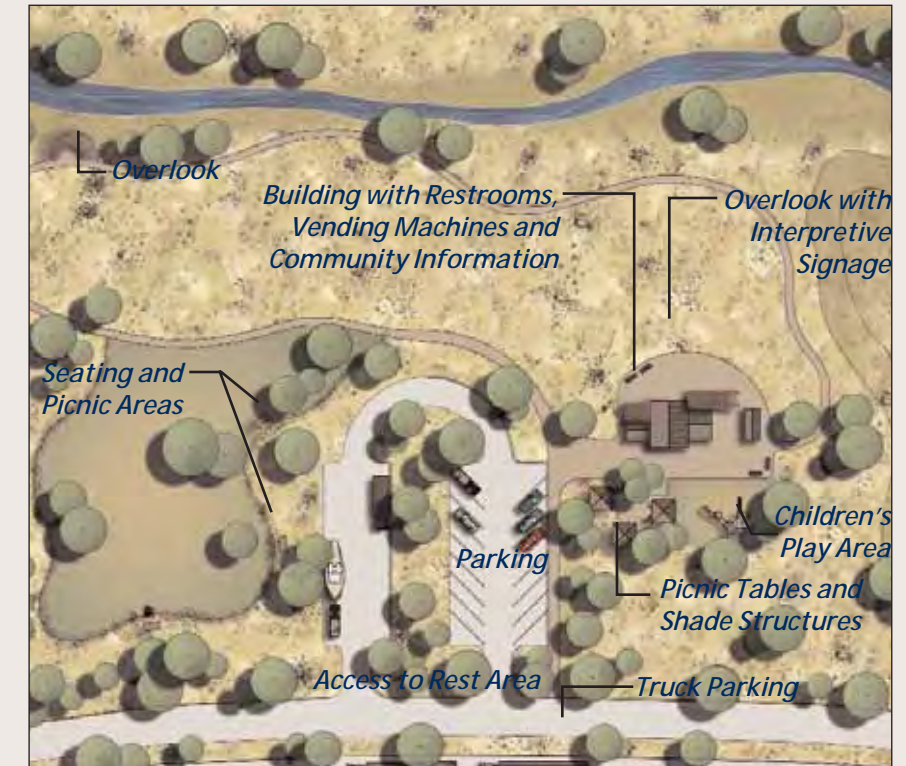 Overlook
Building with Restrooms,
Vending Machines and
Community Information
Overlook with
Interpretive
Signage
Seating and
Picnic Areas
Children's
Play Area
Parking
Picnic Tables and
Shade Structures
Access to Rest Area
Truck Parking